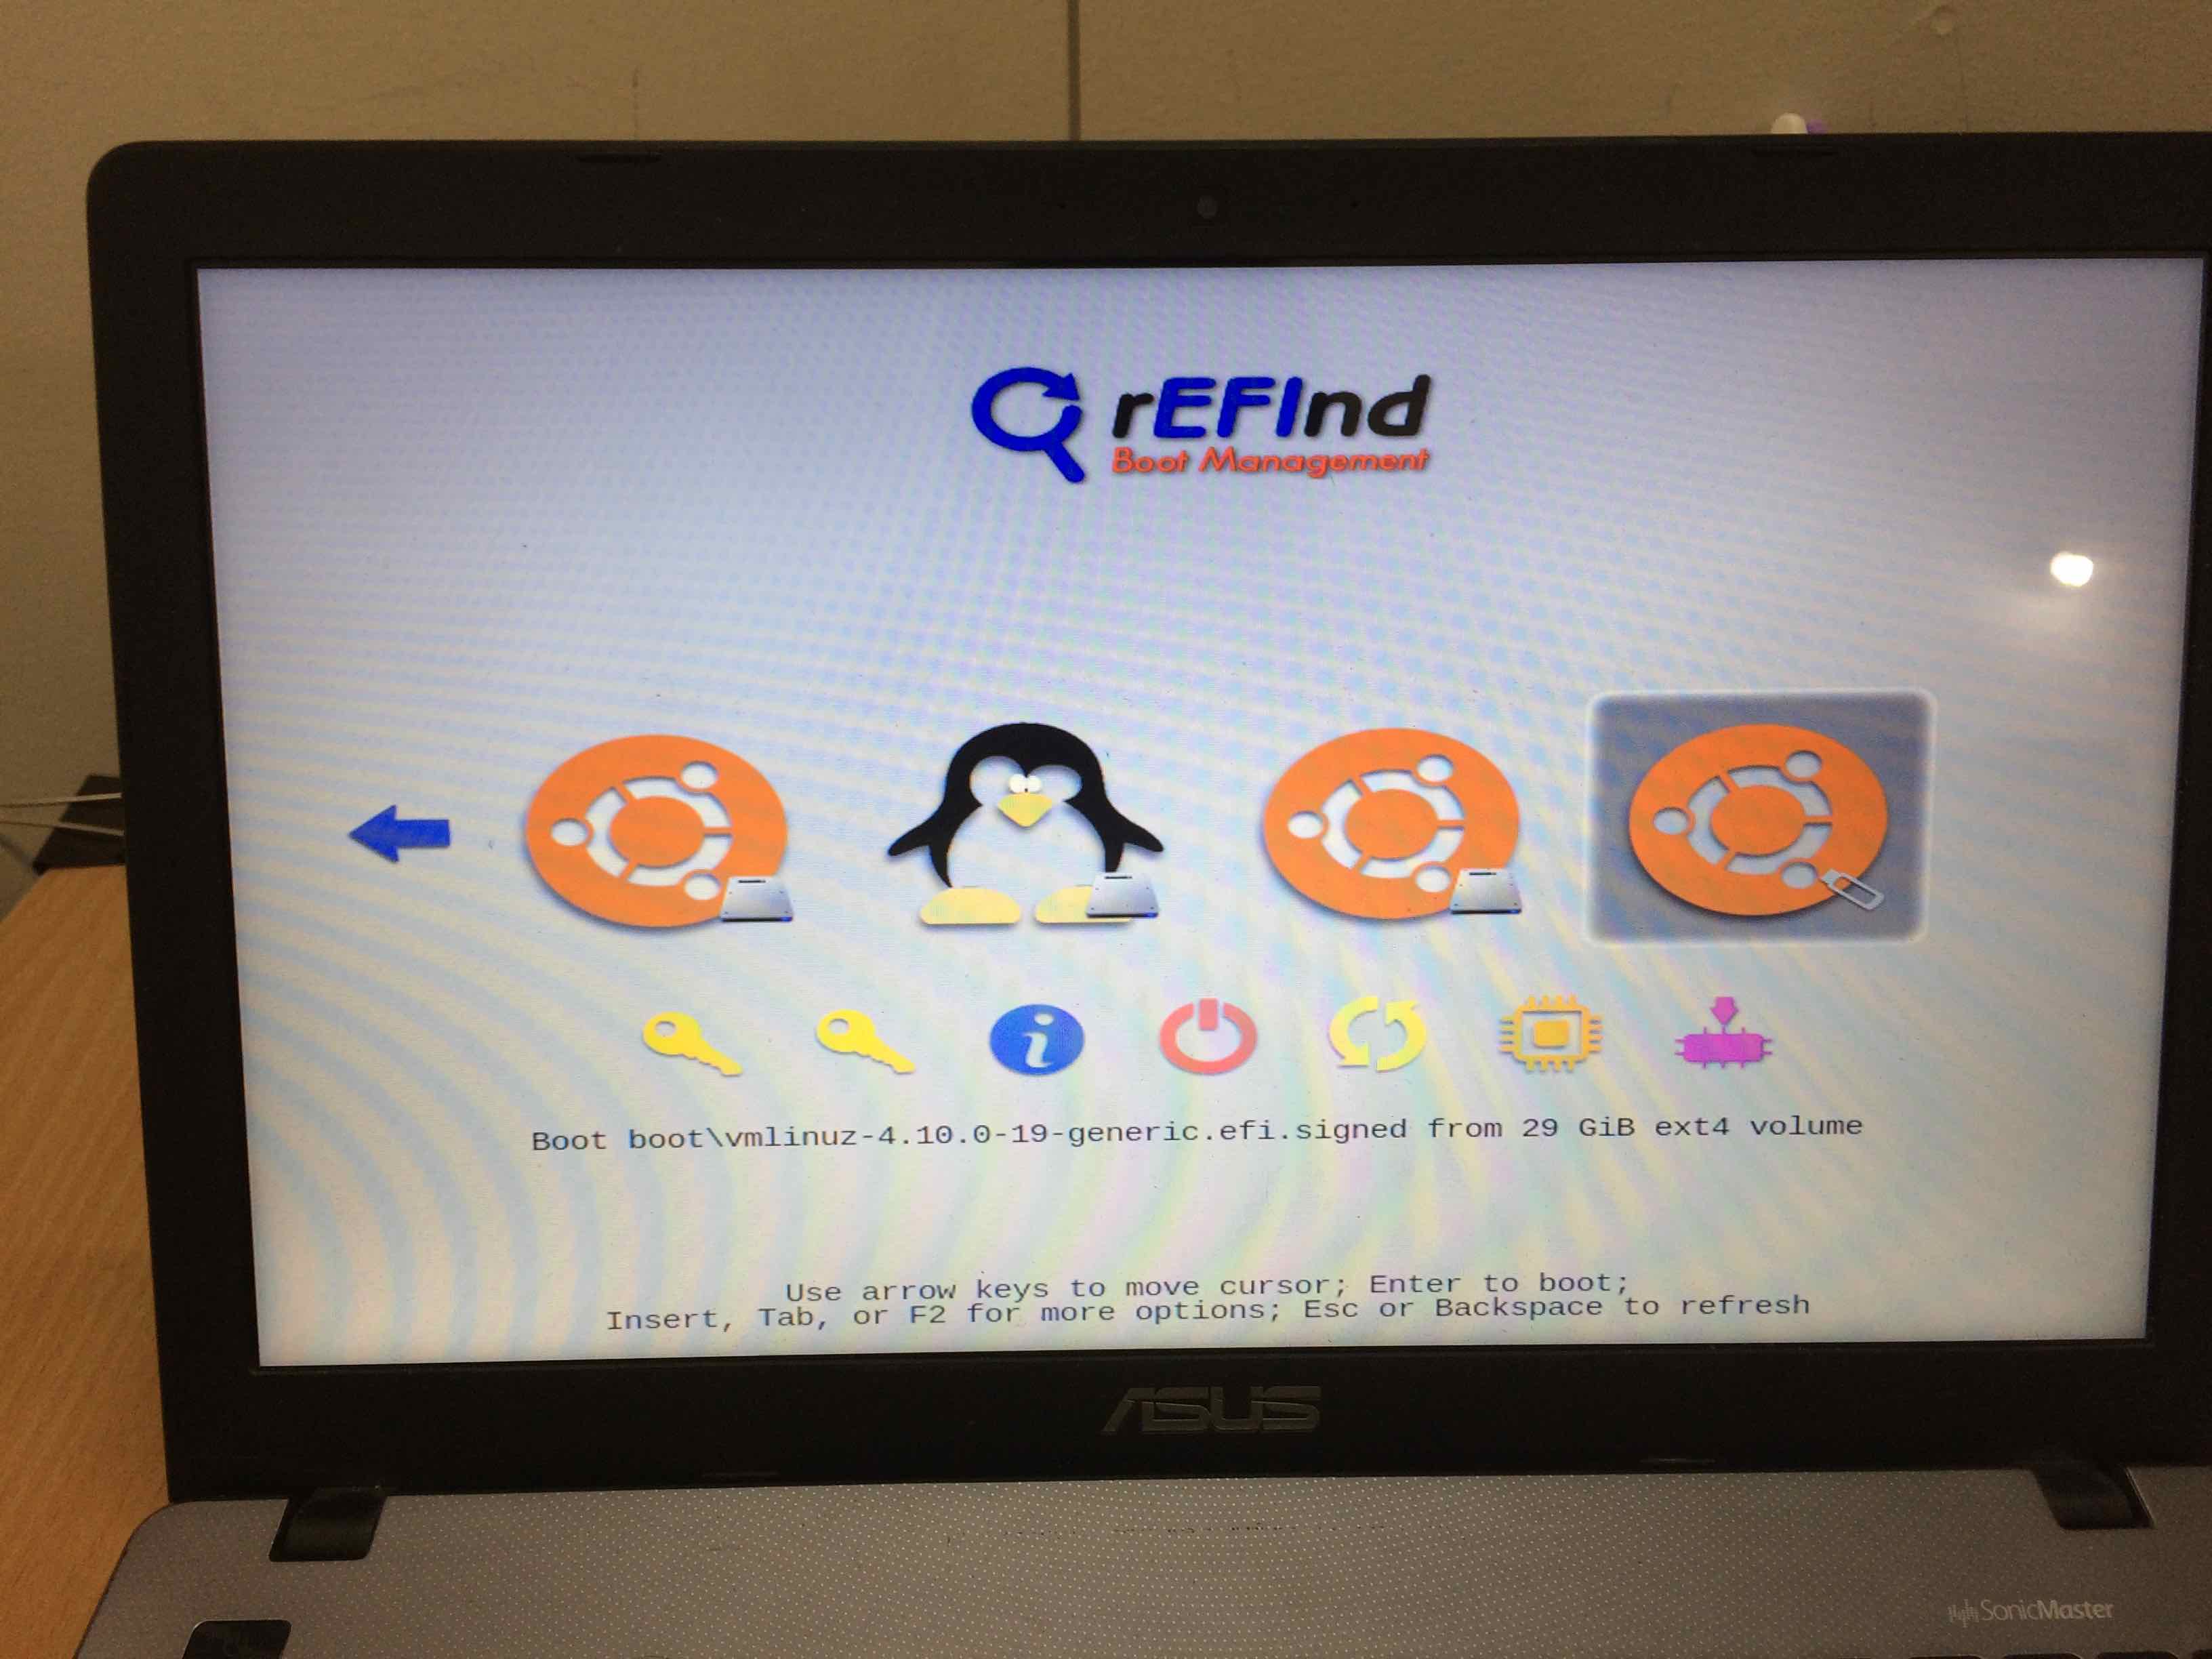 rEFInd
Boot Management
Boot boot\vmlinuz-4.10.0-19-generic.efi.signed from 29 GiB ext4 volume
Use arrow keys to move cursor; Enter to boot;
Insert, Tab, or F2 for more options; Esc or Backspace to refresh
ASUS
SonicMaster